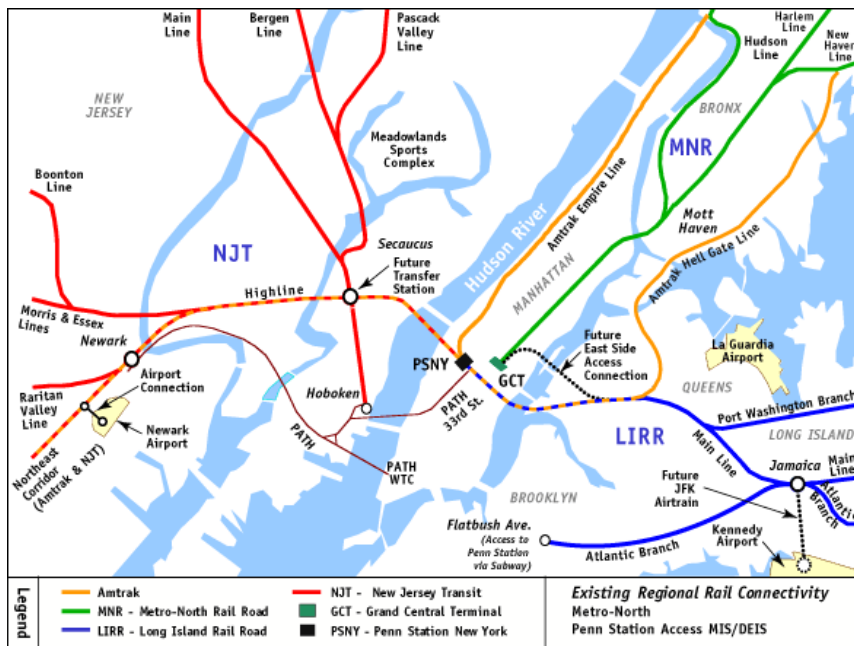 Main
Line
Bergen
Line
Pascack
Valley
Line
Harlem
Line
Hudson
Line
New
Haven
Line
NEW
JERSEY
BRONX
MNR
Meadowlands
Sports
Complex
Boonton
Line
Hudson River
Amtrak Empire Line
Mott
Haven
NJT
Secaucus
Future
Transfer
Station
Highline
MANHATTAN
Amtrak Hell Gate Line
Morris & Essex
Lines
Newark
Airport
Connection
Future
East Side
Access
Connection
La Guardia
Airport
PSNY
GCT
Raritan
Valley
Line
Hoboken
PATH
33rd St.
QUEENS
Port Washington Branch
Newark
Airport
Northeast
Corridor
(Amtrak & NJT)
PATH
PATH
WTC
LIRR
Main Line
LONG ISLAND
Jamaica
Main
Line
Atlantic
Branch
Future
JFK
Airtrain
BROOKLYN
Flatbush Ave.
(Access to
Penn Station
via Subway)
Atlantic Branch
Kennedy
Airport
Legend
Amtrak
MNR - Metro-North Rail Road
LIRR - Long Island Rail Road
NJT - New Jersey Transit
GCT - Grand Central Terminal
PSNY - Penn Station New York
Existing Regional Rail Connectivity
Metro-North
Penn Station Access MIS/DEIS